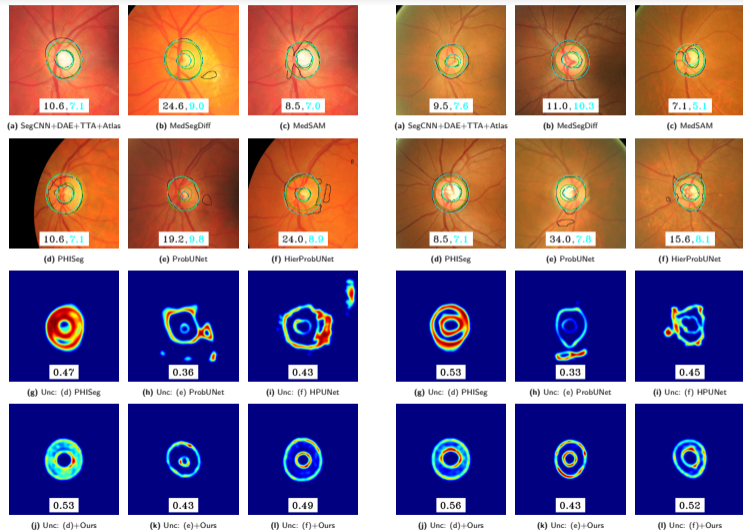 10.6,7.1 24.6,9.0 8.5,7.0 9.5,7.6 11.0,10.3 7.1,5.1
(a) SegCNN+DAE+TTA+Atlas (b) MedSegDiff (c) MedSAM (a) SegCNN+DAE+TTA+Atlas (b) MedSegDiff (c) MedSAM
10.6,7.1 19.2,9.8 24.0,8.9 8.5,7.1 34.0,7.8 15.6,8.1
(d) PHISeg (e) ProbUNet (f) HierProbUNet (d) PHISeg (e) ProbUNet (f) HierProbUNet
0.47 0.36 0.43 0.53 0.33 0.45
(g) Unc: (d) PHISeg (h) Unc: (e) ProbUNet (i) Unc: (f) HPUNet (g) Unc: (d) PHISeg (h) Unc: (e) ProbUNet (i) Unc: (f) HPUNet
0.53 0.43 0.49 0.56 0.43 0.52
(j) Unc: (d)+Ours (k) Unc: (e)+Ours (l) Unc: (f)+Ours (j) Unc: (d)+Ours (k) Unc: (e)+Ours (l) Unc: (f)+Ours